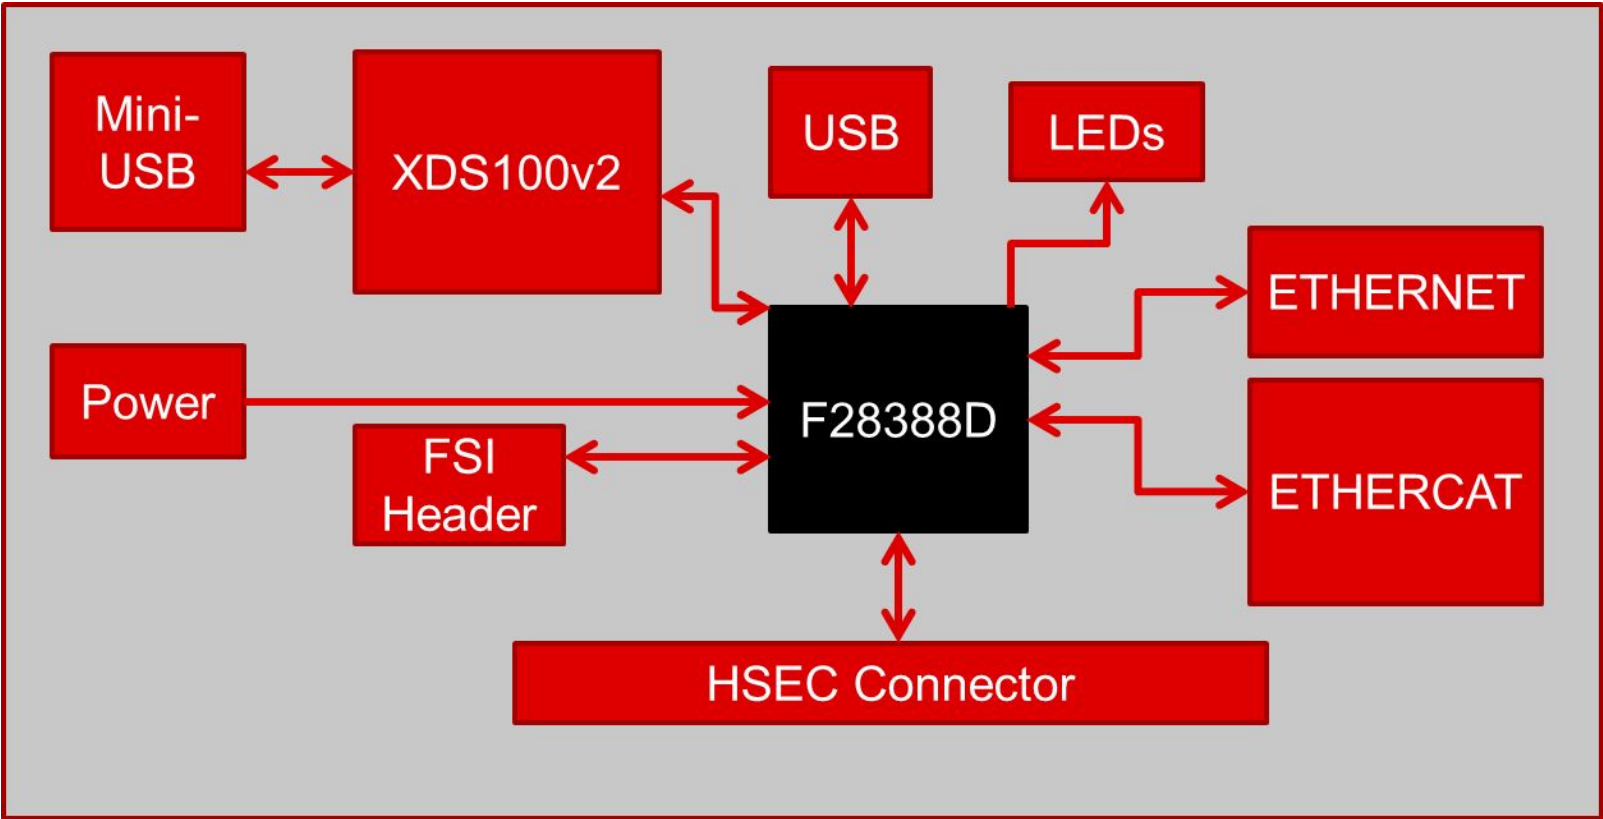 Mini-
USB
XDS100v2
USB
LEDs
ETHERNET
Power
F28388D
FSI
Header
ETHERCAT
HSEC Connector